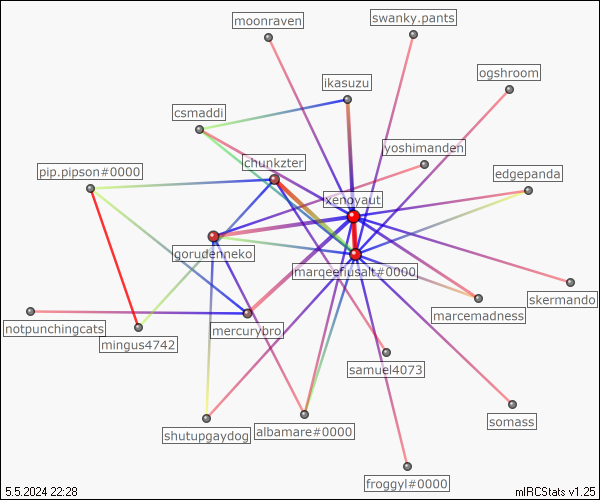 moonraven
swanky.pants
ikasuzu
ogshroom
csmaddi
yoshimanden
chunkzter
pip.pipson#0000
edgepanda
xenoyaut
gorudenneko
marqeefiusalt#0000
skermando
marcemadness
notpunchingcats
mercurybro
mingus4742
samuel4073
somass
albamare#0000
shutupgaydog
froggyl#0000
5.5.2024 22:28
mIRCStats v1.25